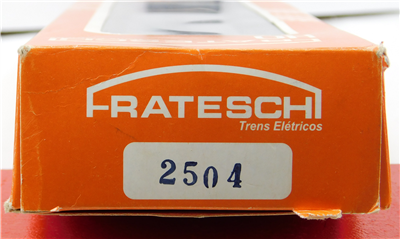 FRATESCHI
Trens Elétricos
2504